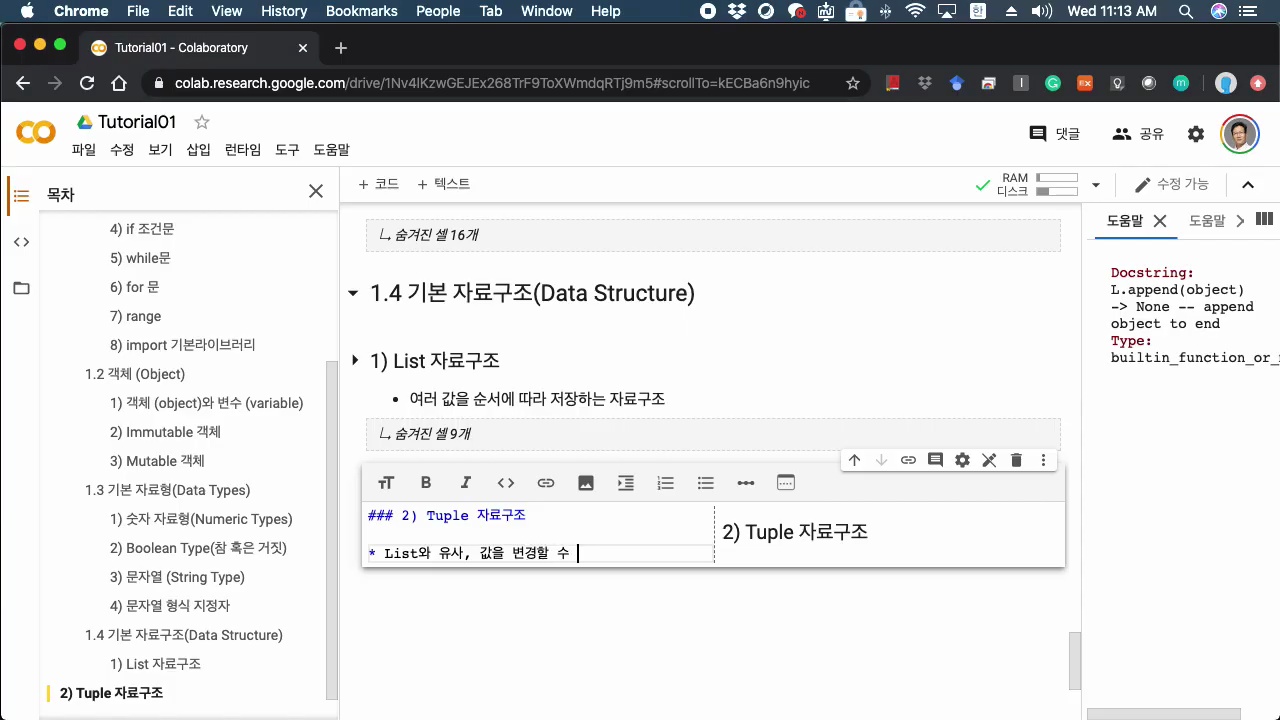 Chrome File Edit View History Bookmarks People Tab Window Help 한 Wed 11:13 AM
Tutorial01 - Colaboratory
colab.research.google.com/drive/1Nv4lKzwGEJEx268TrF9ToXWmdqRTj9m5#scrollTo=kECBa6n9hyic
Tutorial01
파일 수정 보기 삽입 런타임 도구 도움말
댓글 공유
목차
+ 코드 + 텍스트
RAM
디스크
수정 가능
4) if 조건문
5) while문
6) for 문
7) range
8) import 기본라이브러리
1.2 객체 (Object)
1) 객체 (object)와 변수 (variable)
2) Immutable 객체
3) Mutable 객체
1.3 기본 자료형(Data Types)
1) 숫자 자료형(Numeric Types)
2) Boolean Type(참 혹은 거짓)
3) 문자열 (String Type)
4) 문자열 형식 지정자
1.4 기본 자료구조(Data Structure)
1) List 자료구조
2) Tuple 자료구조
숨겨진 셀 16개
1.4 기본 자료구조(Data Structure)
1) List 자료구조
• 여러 값을 순서에 따라 저장하는 자료구조
숨겨진 셀 9개
### 2) Tuple 자료구조
* List와 유사, 값을 변경할 수
2) Tuple 자료구조
도움말 도움말
Docstring:
L.append(object)
-> None -- append
object to end
Type:
builtin_function_or_